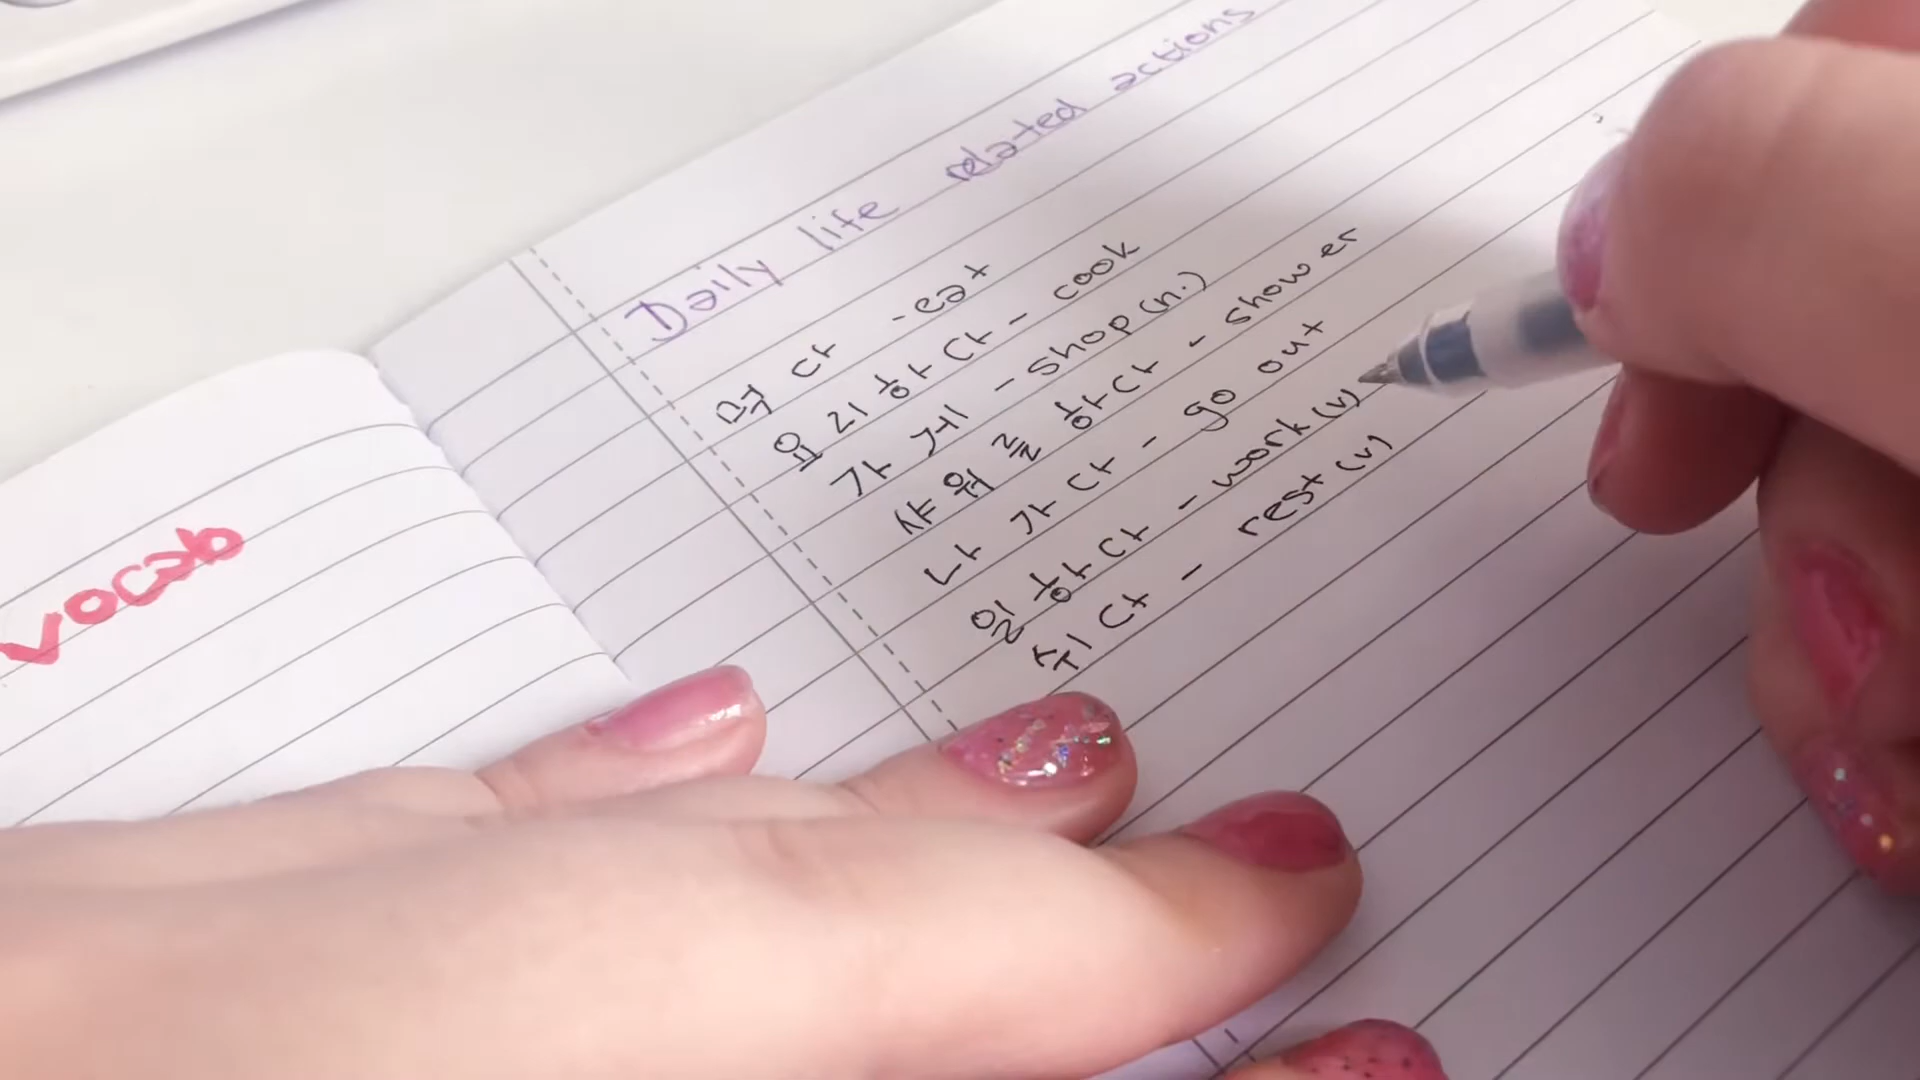 vocab
Daily life related actions
먹다 - eat
요리하다 - cook
가게 - shop (n.)
샤워를 하다 - shower
나가다 - go out
일하다 - work (v)
쉬다 - rest (v)